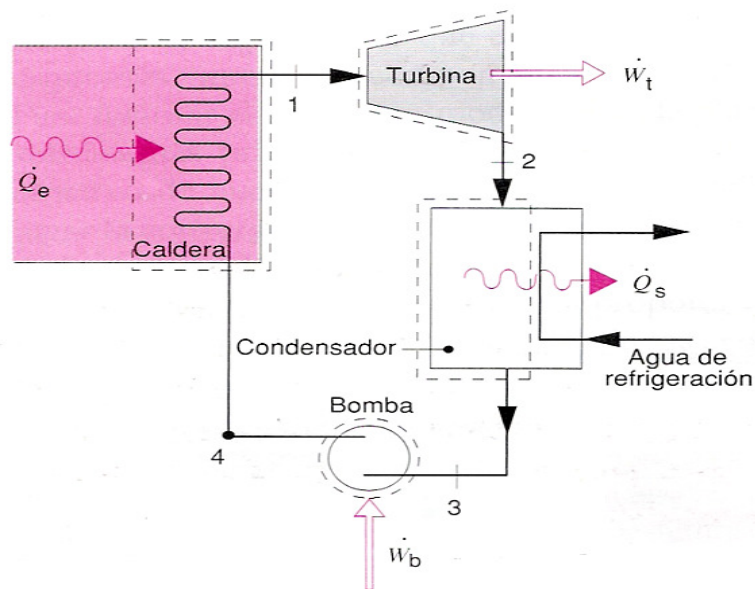 Turbina
Ẇt
1
2
Q̇e
Caldera
Q̇s
Condensador
Agua de
refrigeración
Bomba
4
3
Ẇb